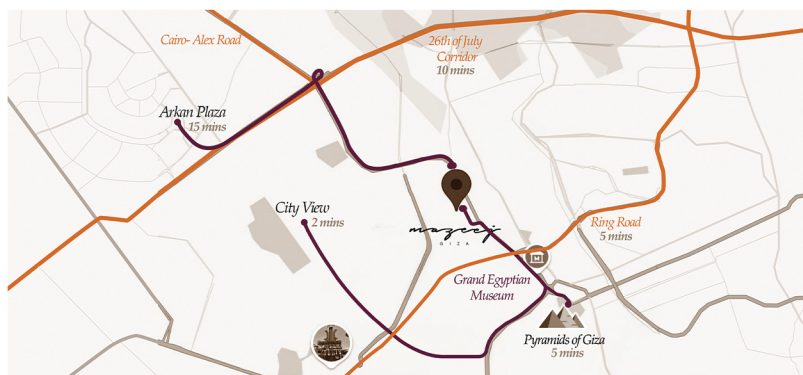 Cairo- Alex Road
26th of July
Corridor
10 mins
Arkan Plaza
15 mins
City View
2 mins
mazeej
GIZA
Ring Road
5 mins
Grand Egyptian
Museum
Pyramids of Giza
5 mins